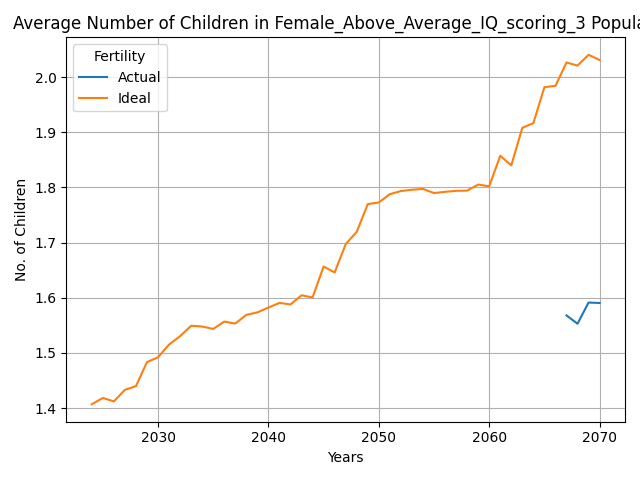 Average Number of Children in Female_Above_Average_IQ_scoring_3 Popula
Fertility
Actual
Ideal
2.0
1.9
1.8
1.7
1.6
1.5
1.4
No. of Children
2030 2040 2050 2060 2070
Years